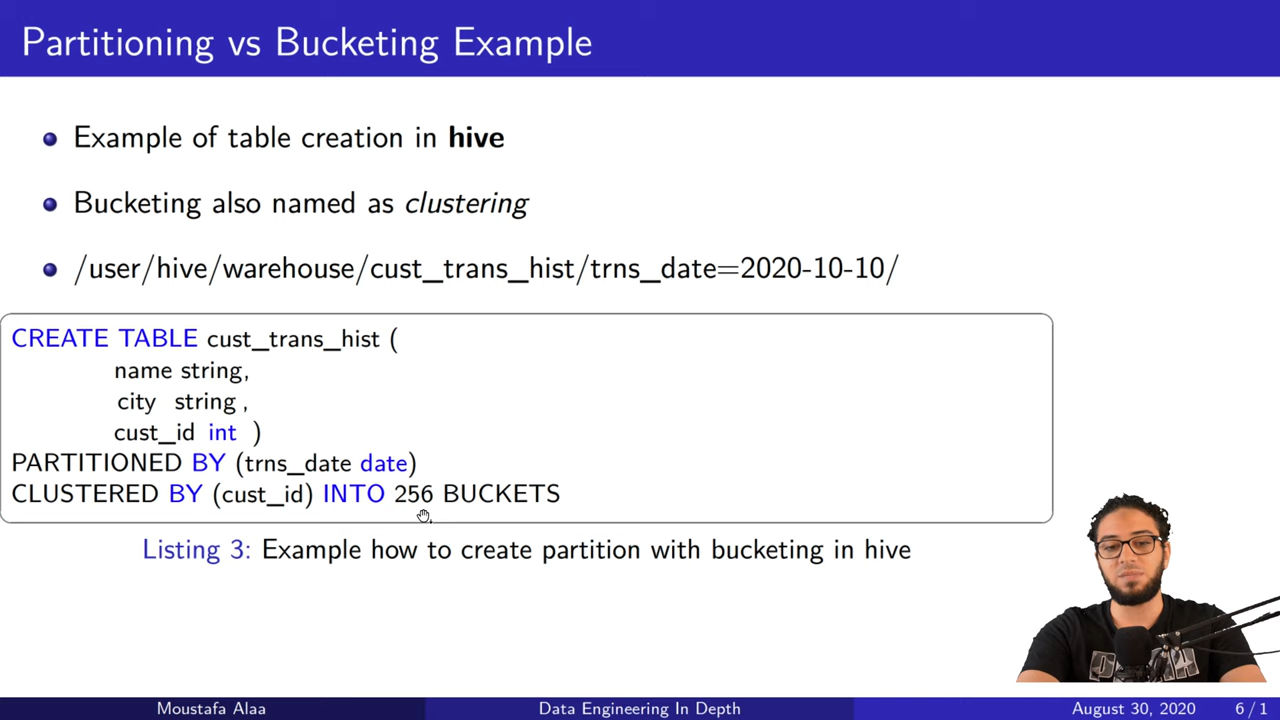 Partitioning vs Bucketing Example
Example of table creation in hive
Bucketing also named as clustering
/user/hive/warehouse/cust_trans_hist/trns_date=2020-10-10/
CREATE TABLE cust_trans_hist (
name string,
city string ,
cust_id int )
PARTITIONED BY (trns_date date)
CLUSTERED BY (cust_id) INTO 256 BUCKETS
Listing 3: Example how to create partition with bucketing in hive
Moustafa Alaa Data Engineering In Depth August 30, 2020 6 / 1